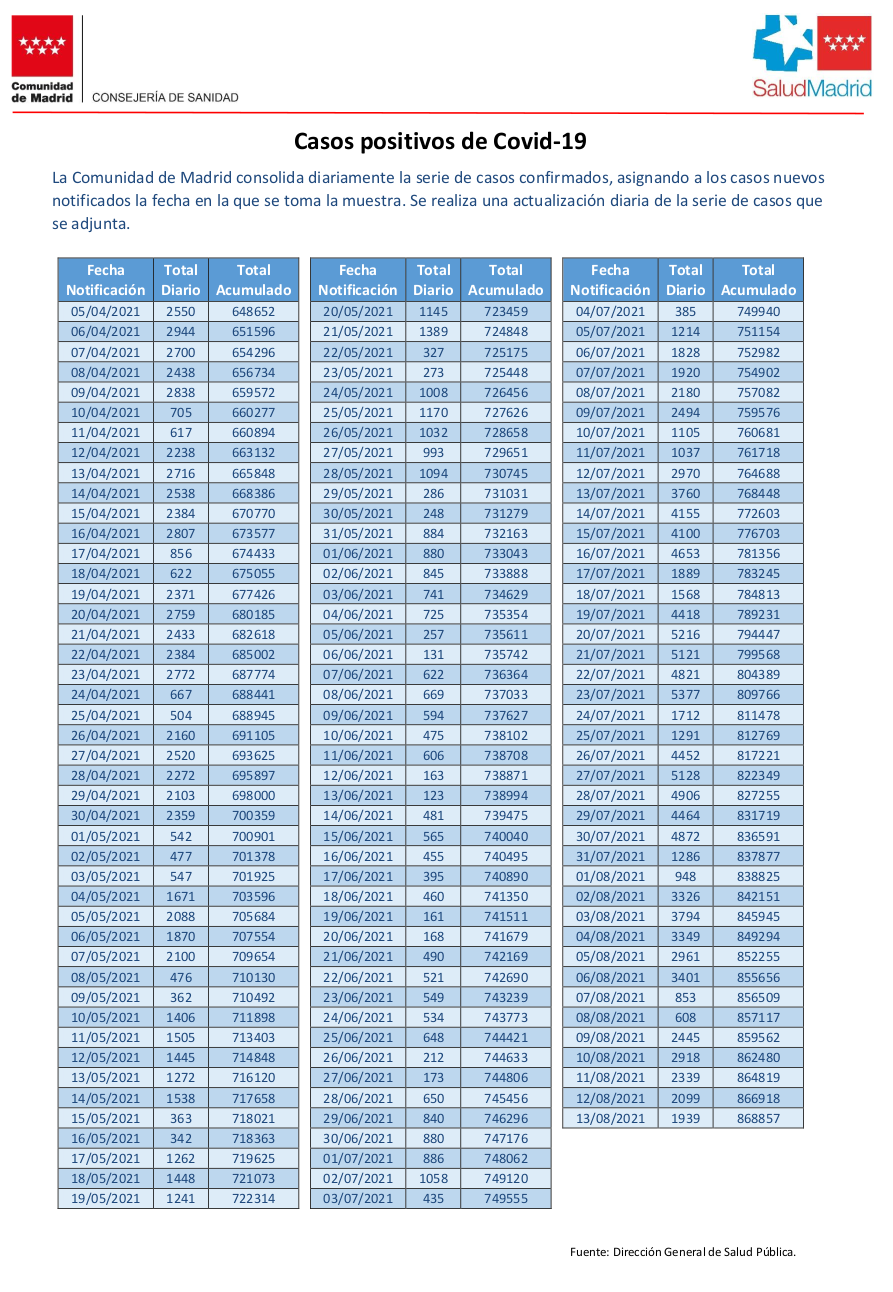 Comunidad
de Madrid
CONSEJERÍA DE SANIDAD
SaludMadrid
Casos positivos de Covid-19
La Comunidad de Madrid consolida diariamente la serie de casos confirmados, asignando a los casos nuevos
notificados la fecha en la que se toma la muestra. Se realiza una actualización diaria de la serie de casos que
se adjunta.
Fecha Total Total
Notificación Diario Acumulado
05/04/2021 2550 648652
06/04/2021 2944 651596
07/04/2021 2700 654296
08/04/2021 2438 656734
09/04/2021 2838 659572
10/04/2021 705 660277
11/04/2021 617 660894
12/04/2021 2238 663132
13/04/2021 2716 665848
14/04/2021 2538 668386
15/04/2021 2384 670770
16/04/2021 2807 673577
17/04/2021 856 674433
18/04/2021 622 675055
19/04/2021 2371 677426
20/04/2021 2759 680185
21/04/2021 2433 682618
22/04/2021 2384 685002
23/04/2021 2772 687774
24/04/2021 667 688441
25/04/2021 504 688945
26/04/2021 2160 691105
27/04/2021 2520 693625
28/04/2021 2272 695897
29/04/2021 2103 698000
30/04/2021 2359 700359
01/05/2021 542 700901
02/05/2021 477 701378
03/05/2021 547 701925
04/05/2021 1671 703596
05/05/2021 2088 705684
06/05/2021 1870 707554
07/05/2021 2100 709654
08/05/2021 476 710130
09/05/2021 362 710492
10/05/2021 1406 711898
11/05/2021 1505 713403
12/05/2021 1445 714848
13/05/2021 1272 716120
14/05/2021 1538 717658
15/05/2021 363 718021
16/05/2021 342 718363
17/05/2021 1262 719625
18/05/2021 1448 721073
19/05/2021 1241 722314
Fecha Total Total
Notificación Diario Acumulado
20/05/2021 1145 723459
21/05/2021 1389 724848
22/05/2021 327 725175
23/05/2021 273 725448
24/05/2021 1008 726456
25/05/2021 1170 727626
26/05/2021 1032 728658
27/05/2021 993 729651
28/05/2021 1094 730745
29/05/2021 286 731031
30/05/2021 248 731279
31/05/2021 884 732163
01/06/2021 880 733043
02/06/2021 845 733888
03/06/2021 741 734629
04/06/2021 725 735354
05/06/2021 257 735611
06/06/2021 131 735742
07/06/2021 622 736364
08/06/2021 669 737033
09/06/2021 594 737627
10/06/2021 475 738102
11/06/2021 606 738708
12/06/2021 163 738871
13/06/2021 123 738994
14/06/2021 481 739475
15/06/2021 565 740040
16/06/2021 455 740495
17/06/2021 395 740890
18/06/2021 460 741350
19/06/2021 161 741511
20/06/2021 168 741679
21/06/2021 490 742169
22/06/2021 521 742690
23/06/2021 549 743239
24/06/2021 534 743773
25/06/2021 648 744421
26/06/2021 212 744633
27/06/2021 173 744806
28/06/2021 650 745456
29/06/2021 840 746296
30/06/2021 880 747176
01/07/2021 886 748062
02/07/2021 1058 749120
03/07/2021 435 749555
Fecha Total Total
Notificación Diario Acumulado
04/07/2021 385 749940
05/07/2021 1214 751154
06/07/2021 1828 752982
07/07/2021 1920 754902
08/07/2021 2180 757082
09/07/2021 2494 759576
10/07/2021 1105 760681
11/07/2021 1037 761718
12/07/2021 2970 764688
13/07/2021 3760 768448
14/07/2021 4155 772603
15/07/2021 4100 776703
16/07/2021 4653 781356
17/07/2021 1889 783245
18/07/2021 1568 784813
19/07/2021 4418 789231
20/07/2021 5216 794447
21/07/2021 5121 799568
22/07/2021 4821 804389
23/07/2021 5377 809766
24/07/2021 1712 811478
25/07/2021 1291 812769
26/07/2021 4452 817221
27/07/2021 5128 822349
28/07/2021 4906 827255
29/07/2021 4464 831719
30/07/2021 4872 836591
31/07/2021 1286 837877
01/08/2021 948 838825
02/08/2021 3326 842151
03/08/2021 3794 845945
04/08/2021 3349 849294
05/08/2021 2961 852255
06/08/2021 3401 855656
07/08/2021 853 856509
08/08/2021 608 857117
09/08/2021 2445 859562
10/08/2021 2918 862480
11/08/2021 2339 864819
12/08/2021 2099 866918
13/08/2021 1939 868857
Fuente: Dirección General de Salud Pública.